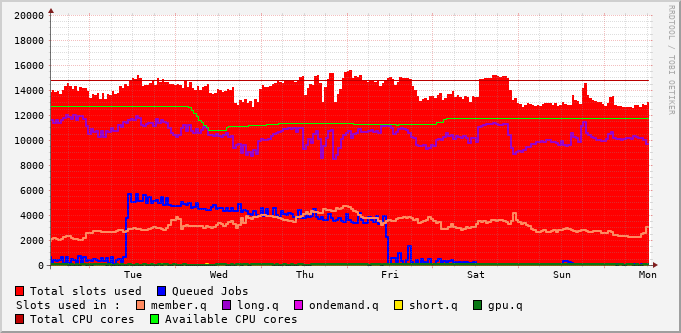 20000
18000
16000
14000
12000
10000
8000
6000
4000
2000
0
Tue Wed Thu Fri Sat Sun Mon
RRDTOOL / TOBI OETIKER
Total slots used Queued Jobs
Slots used in : member.q long.q ondemand.q short.q gpu.q
Total CPU cores Available CPU cores